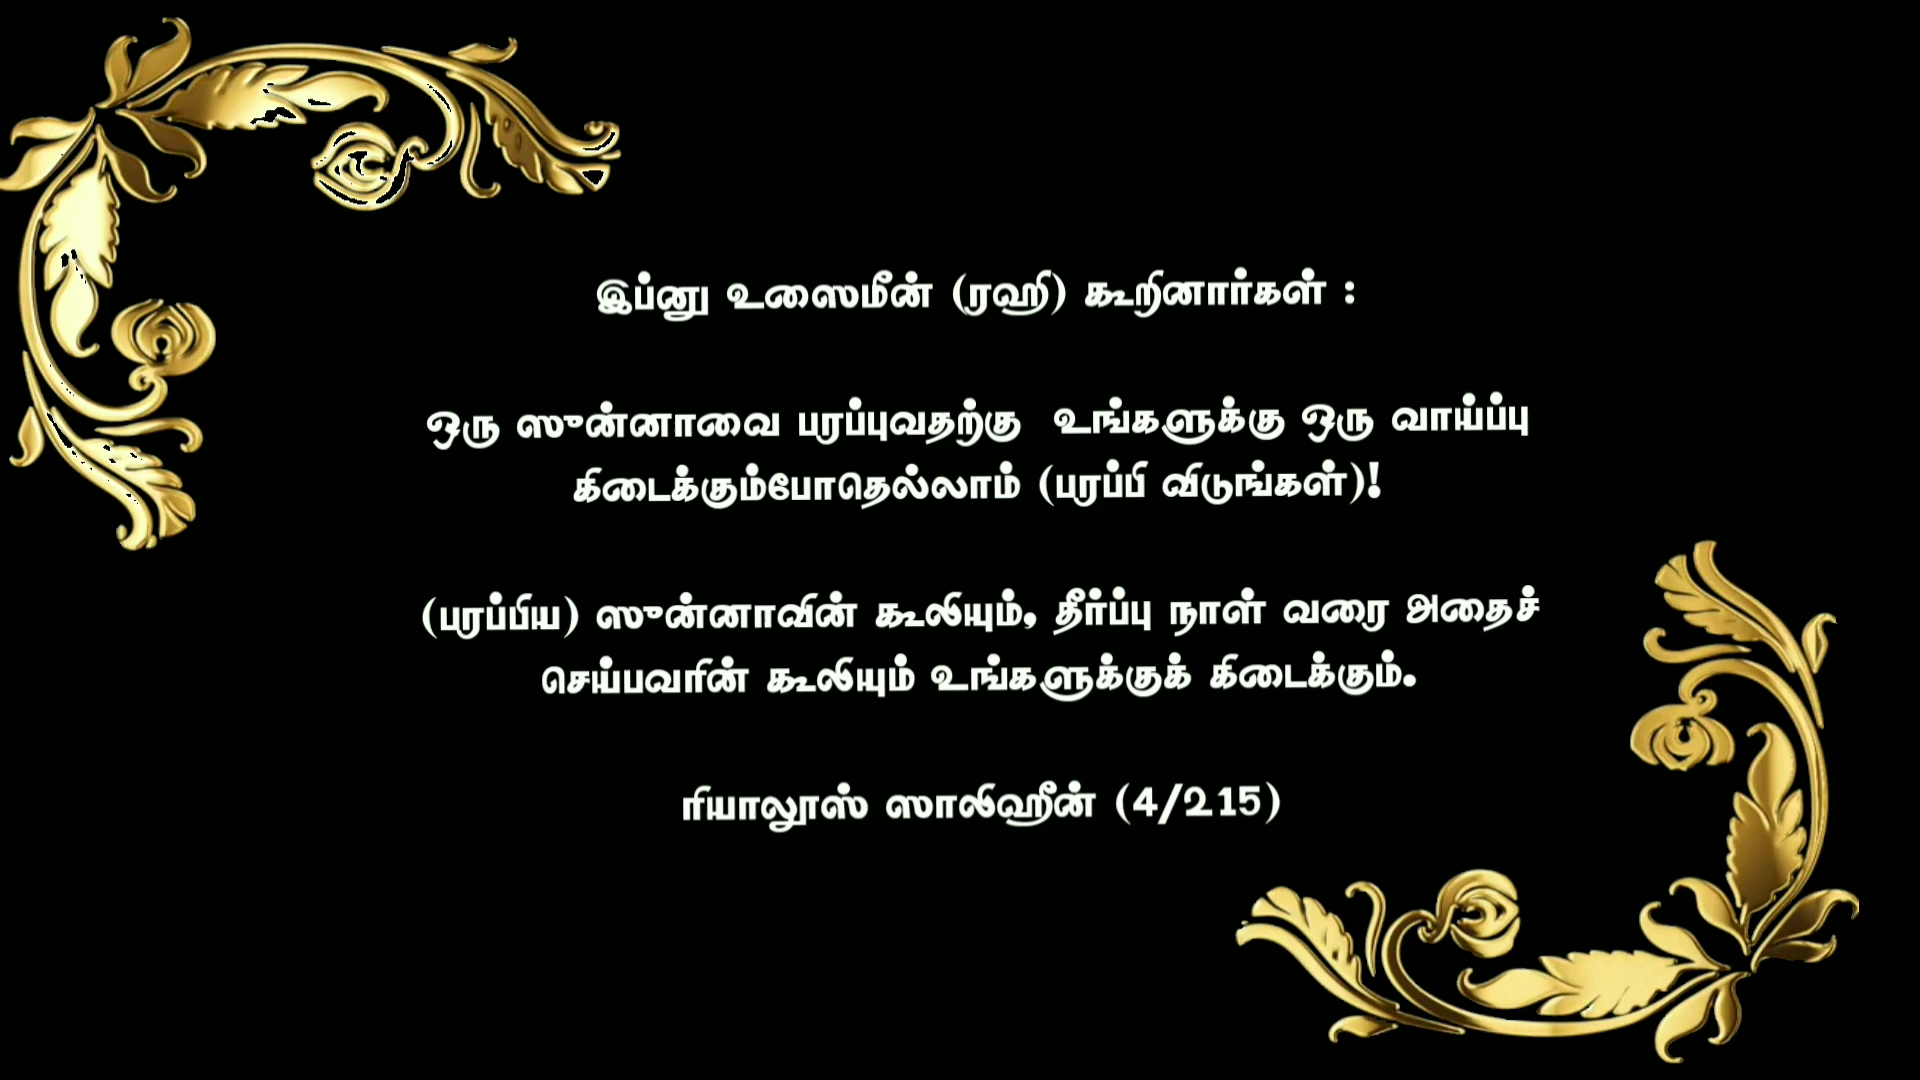 இப்னு உஸைமீன் (ரஹி) கூறினார்கள் :
ஒரு ஸுன்னாவை பரப்புவதற்கு உங்களுக்கு ஒரு வாய்ப்பு
கிடைக்கும்போதெல்லாம் (பரப்பி விடுங்கள்)!
(பரப்பிய) ஸுன்னாவின் கூலியும், தீர்ப்பு நாள் வரை அதைச்
செய்பவரின் கூலியும் உங்களுக்குக் கிடைக்கும்.
ரியாலூஸ் ஸாலிஹீன் (4/215)